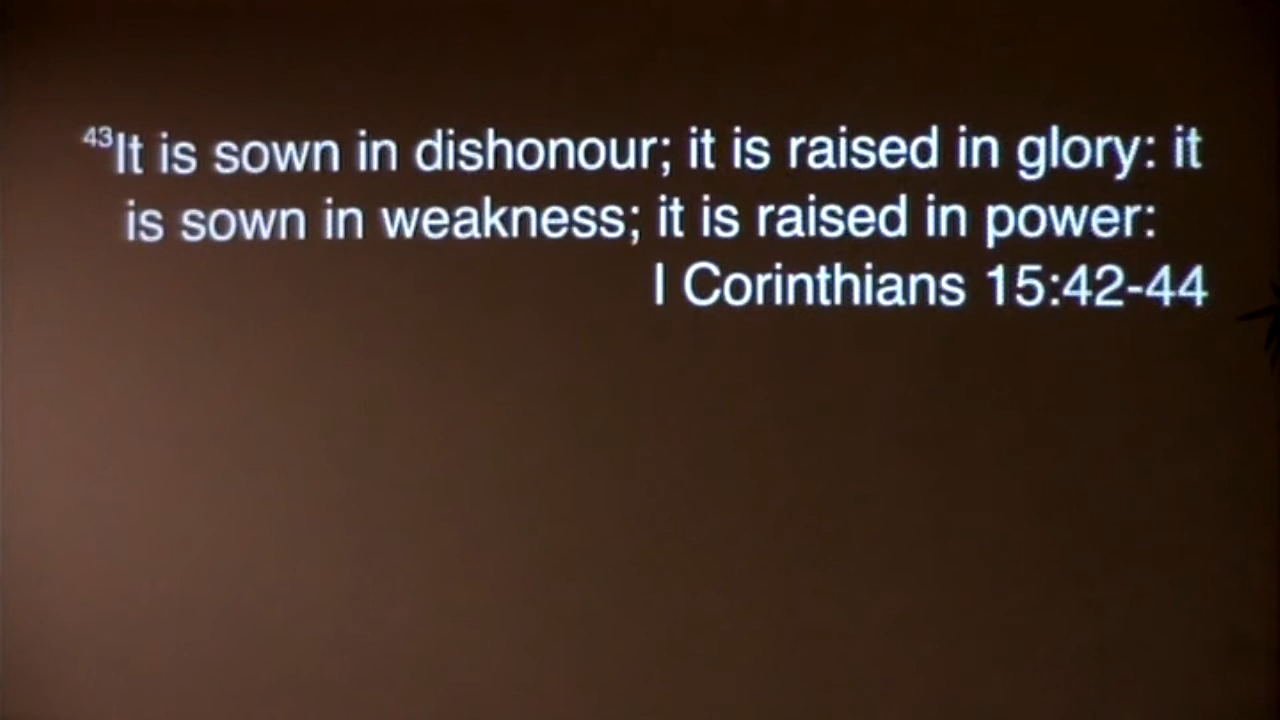 43It is sown in dishonour; it is raised in glory: it
is sown in weakness; it is raised in power:
I Corinthians 15:42-44